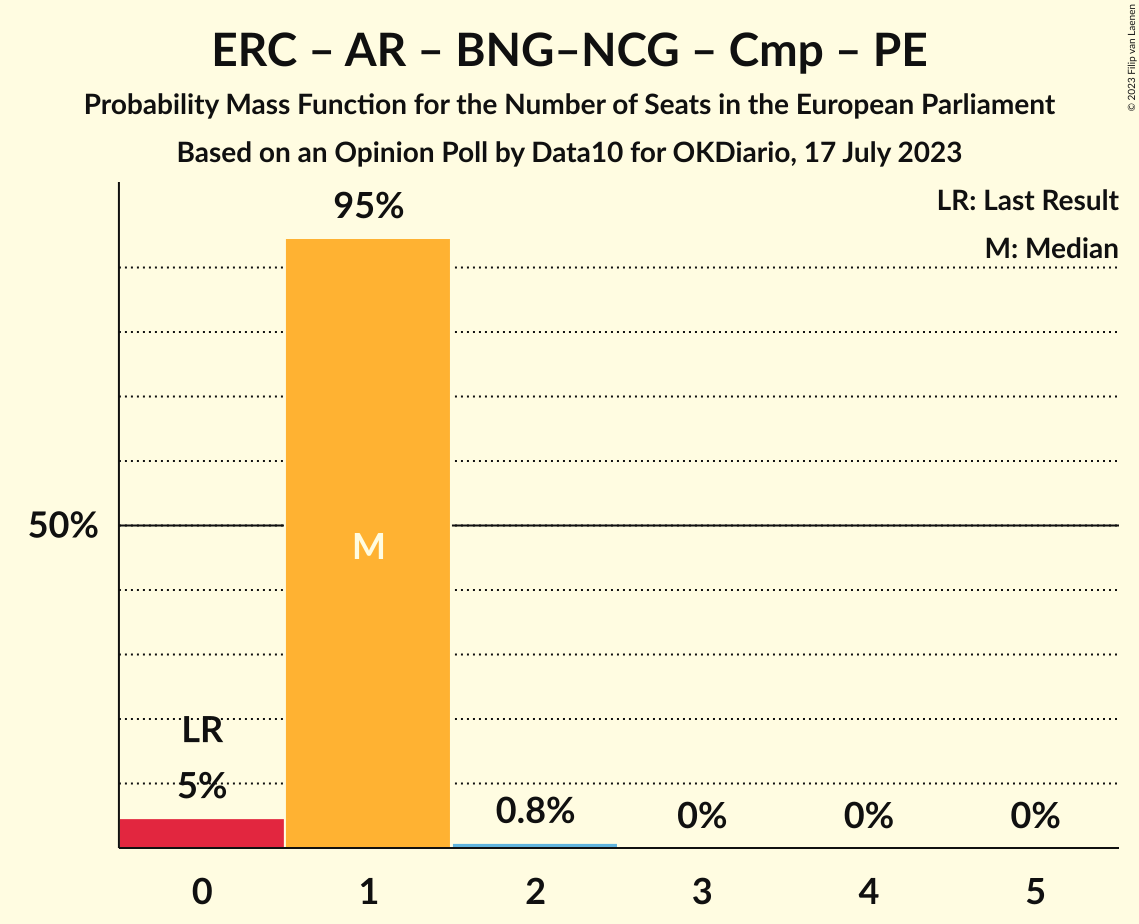 ERC – AR – BNG–NCG – Cmp – PE
Probability Mass Function for the Number of Seats in the European Parliament
Based on an Opinion Poll by Data10 for OKDiario, 17 July 2023
© 2023 Filip van Laenen
LR: Last Result
M: Median
95%
50%
M
LR
5%
0.8%
0%
0%
0%
0
1
2
3
4
5